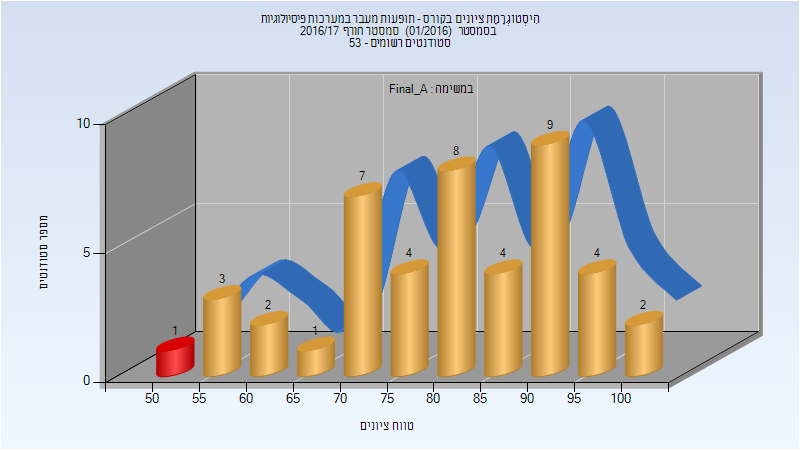 הִיסְטוֹגְרַמַת ציונים בקורס - תופעות מעבר במערכות פיסיולוגיות
בסמסטר (01/2016) סמסטר חורף 2016/17
סטודנטים רשומים - 53
במשימה : Final_A
מספר סטודנטים
10
5
0
1
3
2
1
7
4
8
4
9
4
2
50 55 60 65 70 75 80 85 90 95 100
טווח ציונים